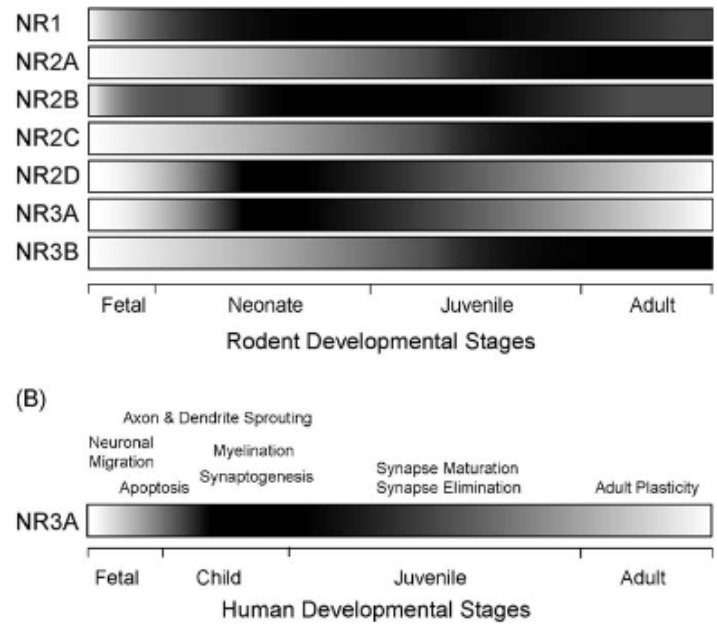 NR1
NR2A
NR2B
NR2C
NR2D
NR3A
NR3B
Fetal Neonate Juvenile Adult
Rodent Developmental Stages
(B)
Axon & Dendrite Sprouting
Neuronal
Migration
Myelination
Apoptosis
Synaptogenesis
Synapse Maturation
Synapse Elimination
Adult Plasticity
NR3A
Fetal Child Juvenile Adult
Human Developmental Stages